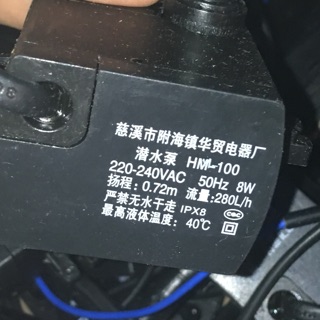 慈溪市附海镇华贸电器厂
潜水泵 HM-100
220-240VAC 50Hz 8W
扬程: 0.72m 流量:280L/h
严禁无水干走 IPX8
最高液体温度: 40℃